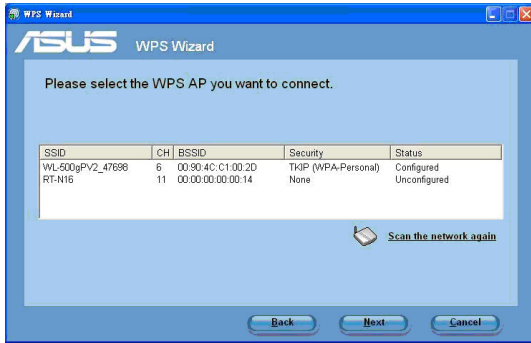 WPS Wizard
ASUS WPS Wizard
Please select the WPS AP you want to connect.
SSID CH BSSID Security Status
WL-500gPV2_47698 6 00:90:4C:C1:00:2D TKIP (WPA-Personal) Configured
RT-N16 11 00:00:00:00:00:14 None Unconfigured
Scan the network again
Back Next Cancel